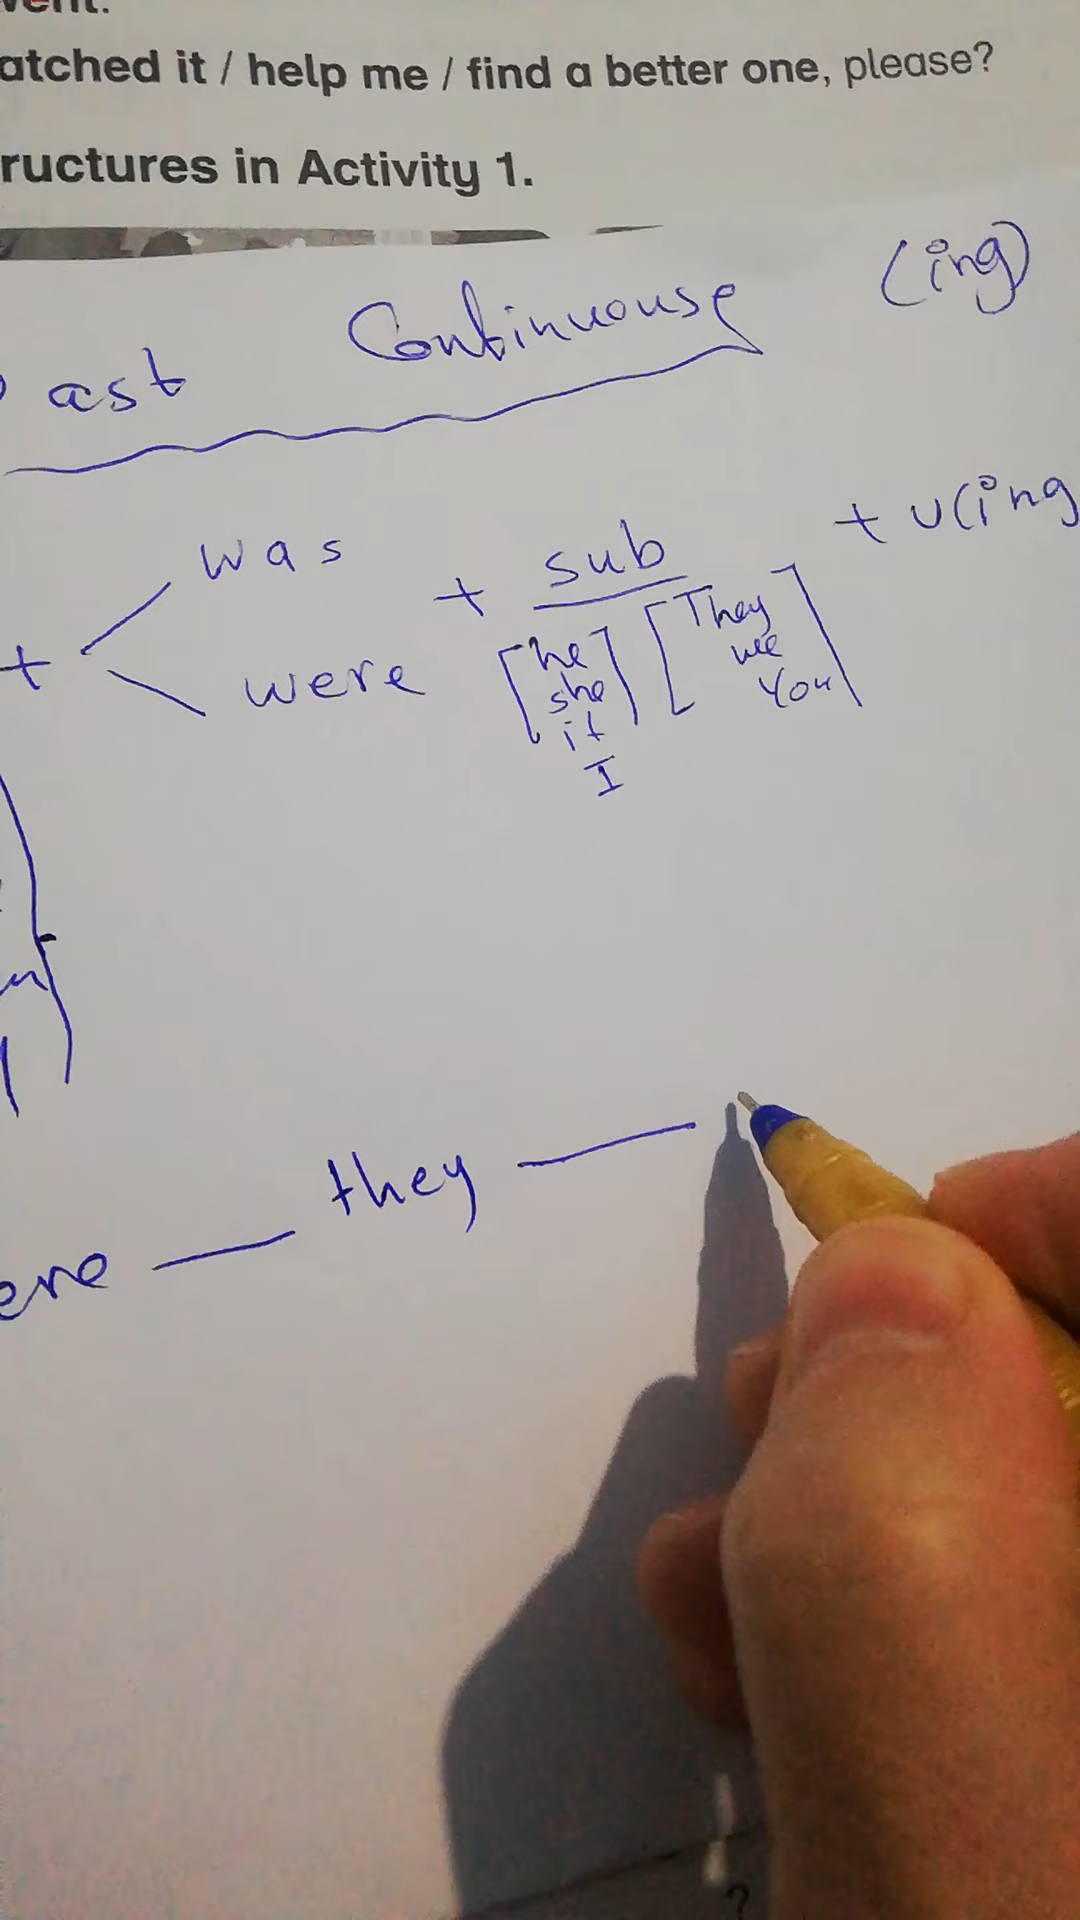 vent.
atched it / help me / find a better one, please?
ructures in Activity 1.
ast Continuouse (ing)
+ was were + sub + v(ing
he
she
it
I
They
we
You
ere — they —
?